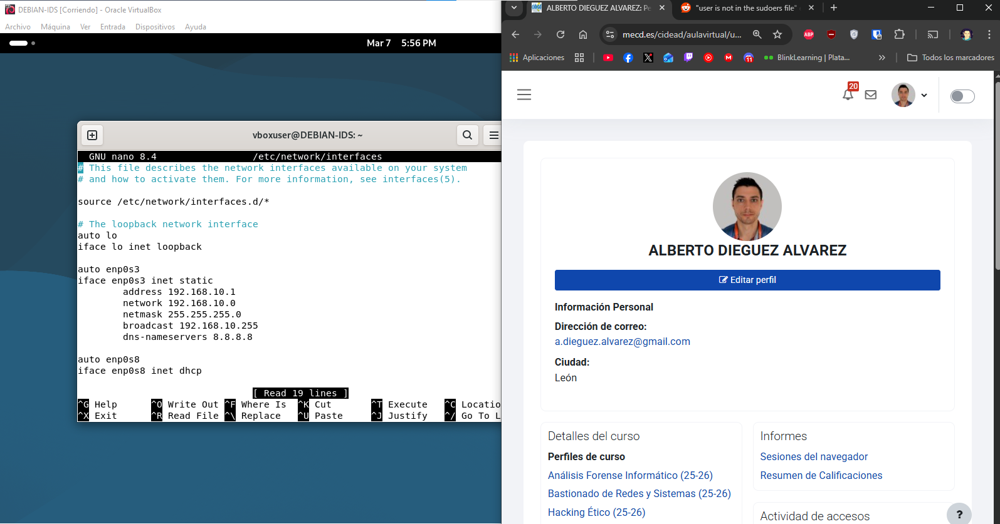 DEBIAN-IDS [Corriendo] - Oracle VirtualBox
Archivo Máquina Ver Entrada Dispositivos Ayuda
Mar 7 5:56 PM
vboxuser@DEBIAN-IDS: ~
GNU nano 8.4 /etc/network/interfaces
# This file describes the network interfaces available on your system
# and how to activate them. For more information, see interfaces(5).
source /etc/network/interfaces.d/*
# The loopback network interface
auto lo
iface lo inet loopback
auto enp0s3
iface enp0s3 inet static
address 192.168.10.1
network 192.168.10.0
netmask 255.255.255.0
broadcast 192.168.10.255
dns-nameservers 8.8.8.8
auto enp0s8
iface enp0s8 inet dhcp
[ Read 19 lines ]
^G Help ^O Write Out ^F Where Is ^K Cut ^T Execute ^C Locatio
^X Exit ^R Read File ^\ Replace ^U Paste ^J Justify ^/ Go To L
ALBERTO DIEGUEZ ALVAREZ: Pe
"user is not in the sudoers file"
mecd.es/cidead/aulavirtual/u...
ABP
Aplicaciones
11
BlinkLearning | Plata...
Todos los marcadores
20
ALBERTO DIEGUEZ ALVAREZ
Editar perfil
Información Personal
Dirección de correo:
a.dieguez.alvarez@gmail.com
Ciudad:
León
Detalles del curso
Perfiles de curso
Análisis Forense Informático (25-26)
Bastionado de Redes y Sistemas (25-26)
Hacking Ético (25-26)
Informes
Sesiones del navegador
Resumen de Calificaciones
Actividad de accesos
?